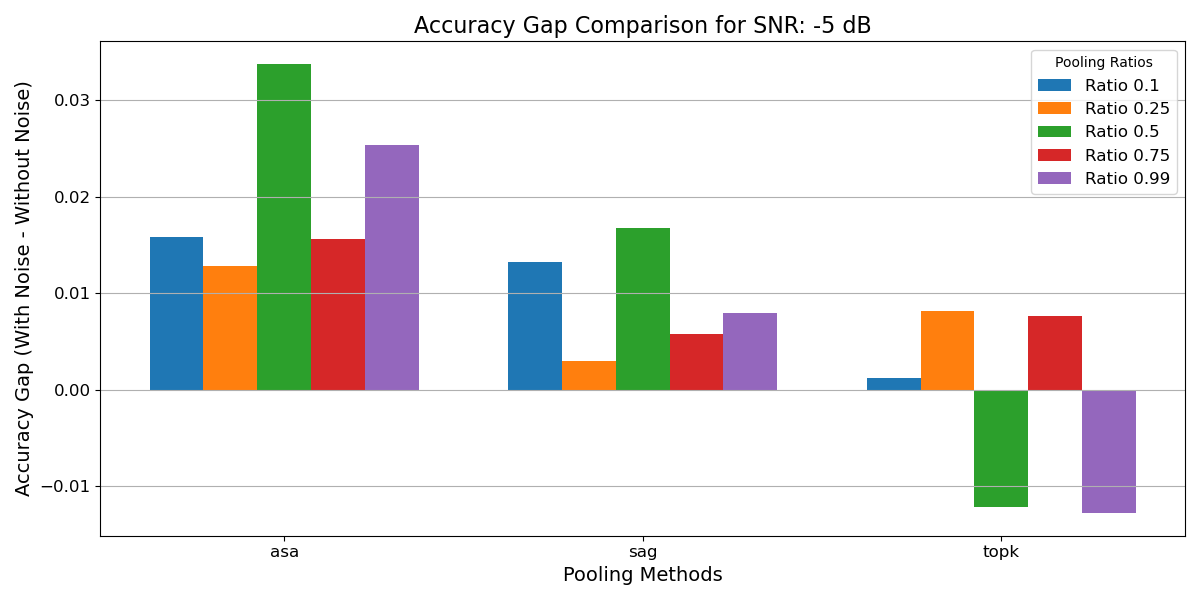 Accuracy Gap Comparison for SNR: -5 dB
Accuracy Gap (With Noise - Without Noise)
0.03
0.02
0.01
0.00
−0.01
Pooling Ratios
Ratio 0.1
Ratio 0.25
Ratio 0.5
Ratio 0.75
Ratio 0.99
asa
sag
topk
Pooling Methods